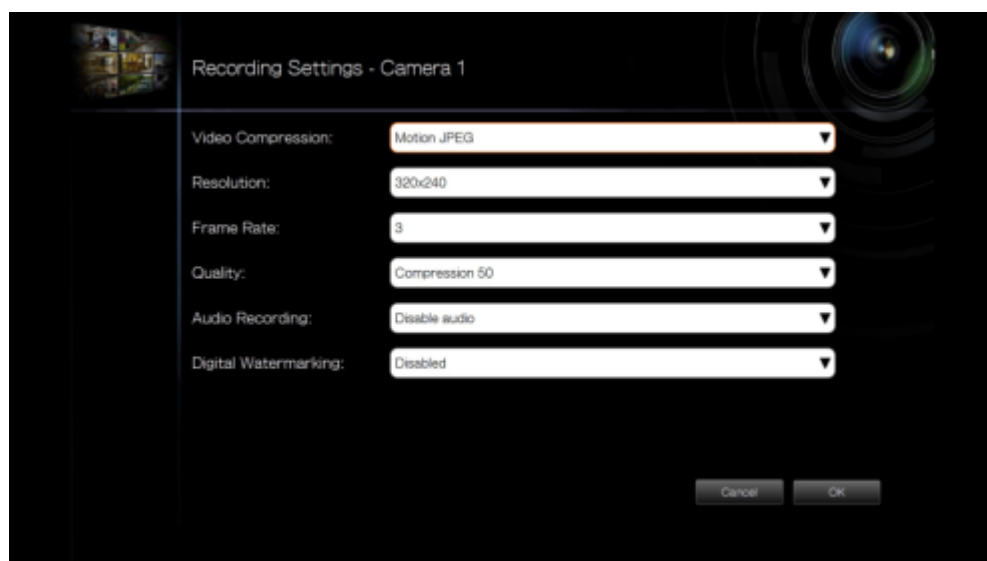 Recording Settings - Camera 1
Video Compression: Motion JPEG
Resolution: 320x240
Frame Rate: 3
Quality: Compression 50
Audio Recording: Disable audio
Digital Watermarking: Disabled
Cancel OK